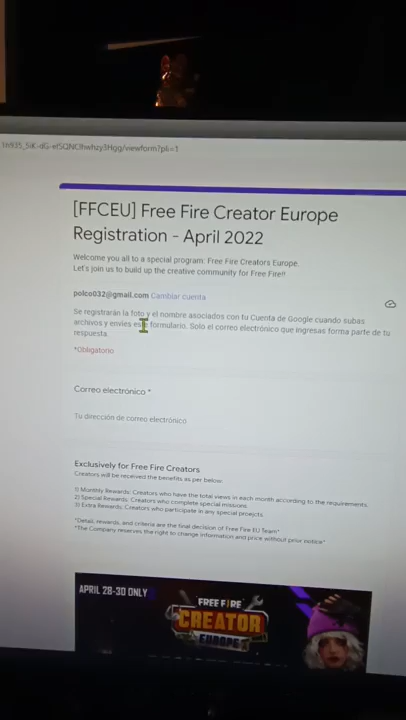 [FFCEU] Free Fire Creator Europe
Registration - April 2022
Welcome you all to a special program: Free Fire Creators Europe.
Let's join us to build up the creative community for Free Fire!!
polco032@gmail.com Cambiar cuenta
Se registrarán la foto y el nombre asociados con tu Cuenta de Google cuando subas
archivos y envíes este formulario. Solo el correo electrónico que ingresas forma parte de tu
respuesta.
*Obligatorio
Correo electrónico *
Tu dirección de correo electrónico
Exclusively for Free Fire Creators
Creators will be received the benefits as per below:
1) Monthly Rewards: Creators who have the total views in each month according to the requirements.
2) Special Rewards: Creators who complete special missions.
3) Extra Rewards: Creators who participate in any special proejcts.
*Detail, rewards, and criteria are the final decision of Free Fire EU Team*
*The Company reserves the right to change information and price without prior notice*
APRIL 28-30 ONLY
FREE FIRE
CREATOR
EUROPE